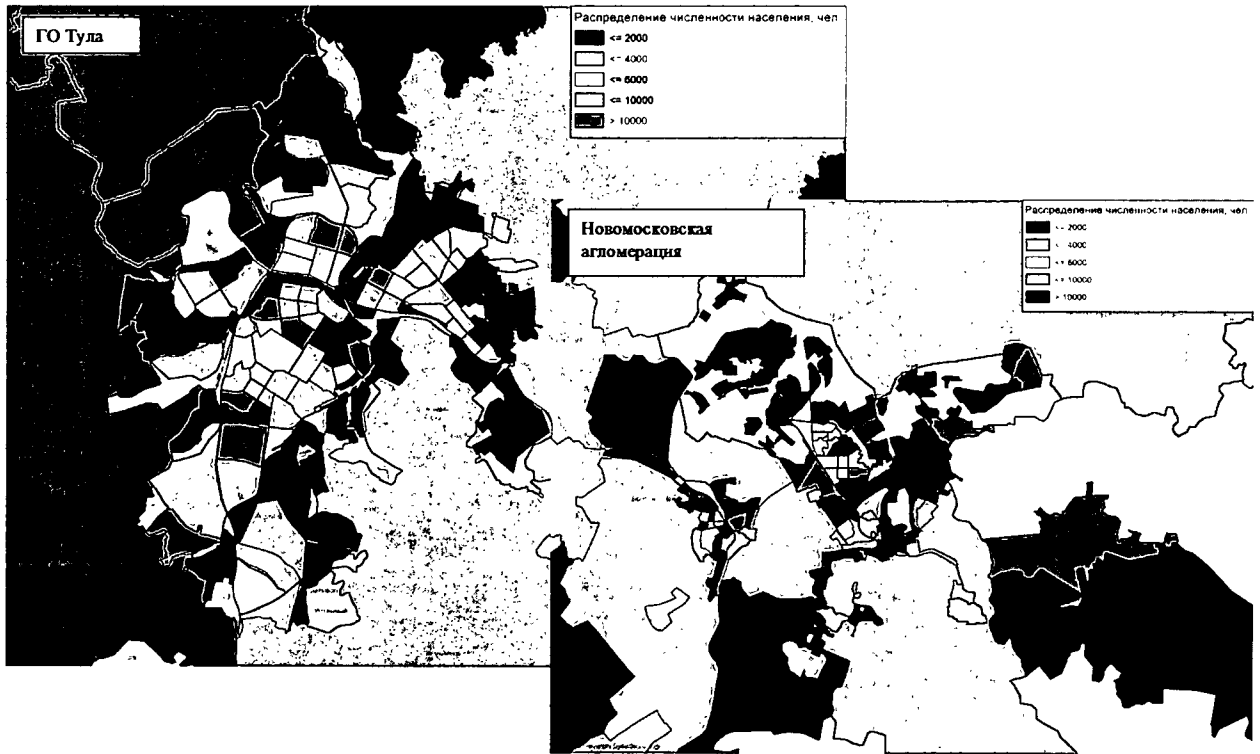 ГО Тула
Распределение численности населения, чел
<= 2000
<= 4000
<= 6000
<= 10000
> 10000
Новомосковская
агломерация
Распределение численности населения, чел
<= 2000
<= 4000
<= 6000
<= 10000
> 10000